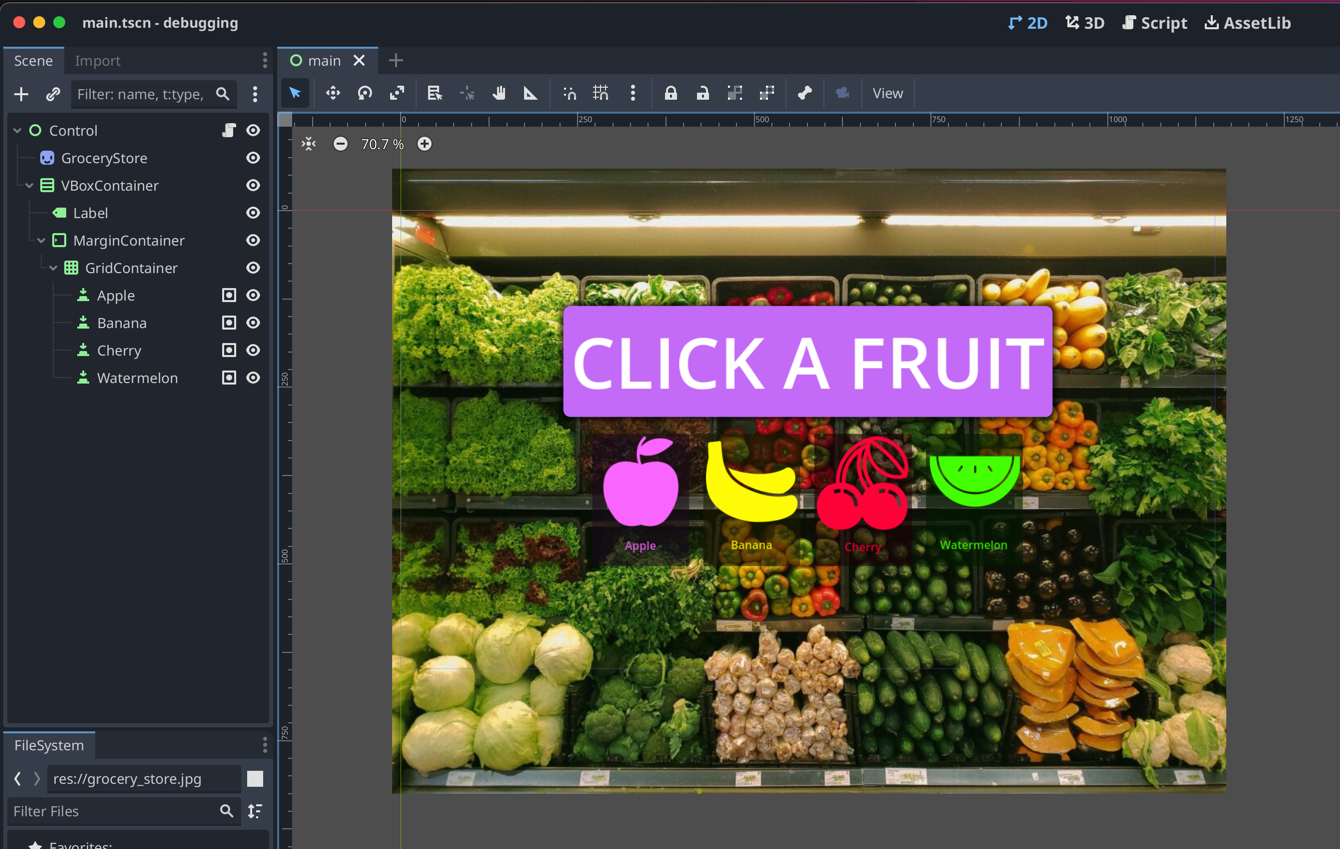 main.tscn - debugging
2D
3D
Script
AssetLib
Scene
Import
main
Filter: name, t:type,
View
Control
GroceryStore
VBoxContainer
Label
MarginContainer
GridContainer
Apple
Banana
Cherry
Watermelon
0
250
500
750
1000
1250
70.7 %
0
250
500
750
CLICK A FRUIT
Apple
Banana
Cherry
Watermelon
FileSystem
res://grocery_store.jpg
Filter Files
Favorites: